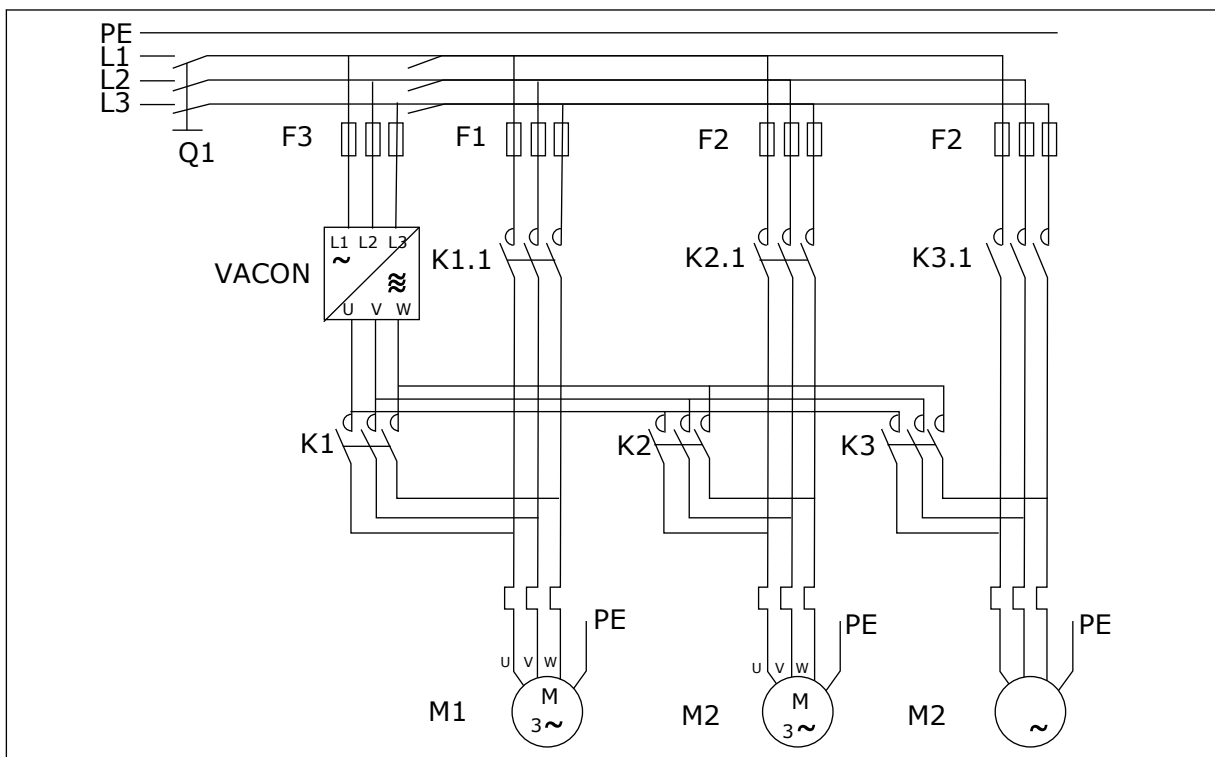 PE
L1
L2
L3
Q1
F3
F1
F2
F2
L1 L2 L3
~
VACON
≋
U V W
K1.1
K2.1
K3.1
K1
K2
K3
PE
PE
PE
U V W
U V W
M1
M
3~
M2
M
3~
M2
~